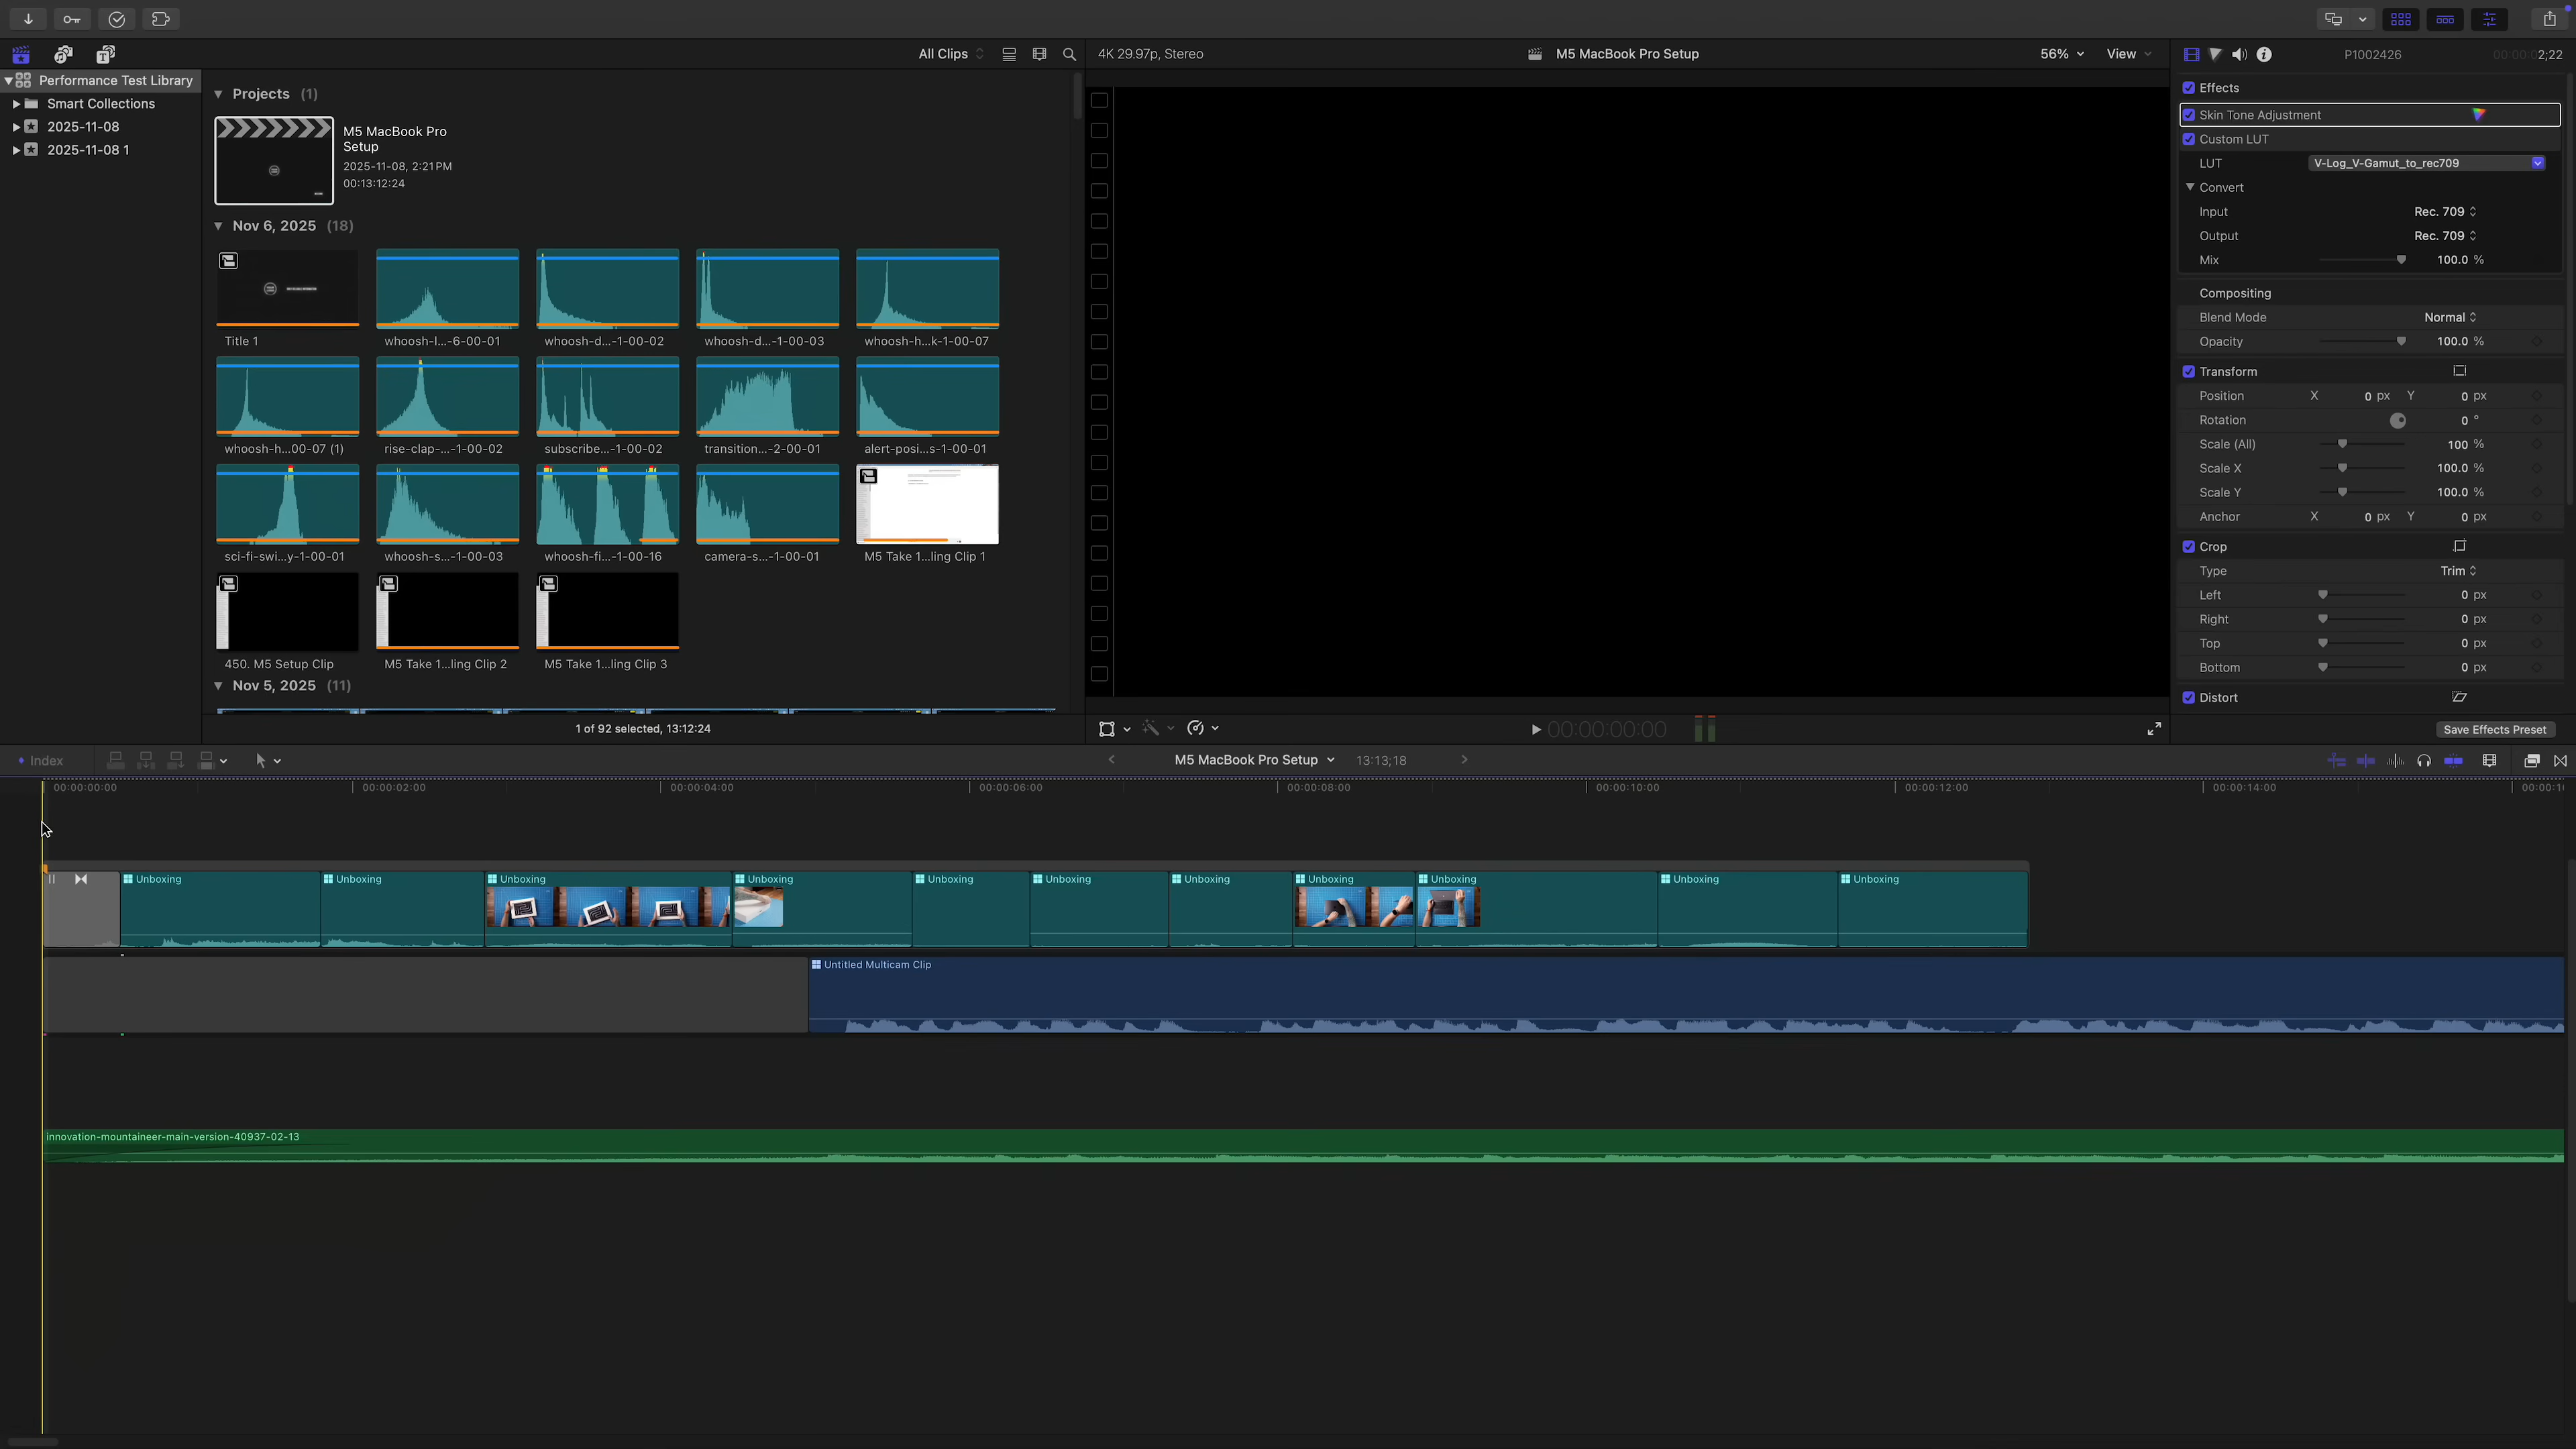 All Clips
4K 29.97p, Stereo
M5 MacBook Pro Setup
56%
View
P1002426
00:00:02;22
Performance Test Library
Smart Collections
2025-11-08
2025-11-08 1
Projects (1)
M5 MacBook Pro
Setup
2025-11-08, 2:21 PM
00:13:12:24
Nov 6, 2025 (18)
Title 1
whoosh-l...-6-00-01
whoosh-d...-1-00-02
whoosh-d...-1-00-03
whoosh-h...k-1-00-07
whoosh-h...00-07 (1)
rise-clap-...-1-00-02
subscribe...-1-00-02
transition...-2-00-01
alert-posi...s-1-00-01
sci-fi-swi...y-1-00-01
whoosh-s...-1-00-03
whoosh-fi...-1-00-16
camera-s...-1-00-01
M5 Take 1...ling Clip 1
450. M5 Setup Clip
M5 Take 1...ling Clip 2
M5 Take 1...ling Clip 3
Nov 5, 2025 (11)
1 of 92 selected, 13:12:24
00:00:00:00
Effects
Skin Tone Adjustment
Custom LUT
LUT V-Log_V-Gamut_to_rec709
Convert
Input Rec. 709
Output Rec. 709
Mix 100.0 %
Compositing
Blend Mode Normal
Opacity 100.0 %
Transform
Position X 0 px Y 0 px
Rotation 0 °
Scale (All) 100 %
Scale X 100.0 %
Scale Y 100.0 %
Anchor X 0 px Y 0 px
Crop
Type Trim
Left 0 px
Right 0 px
Top 0 px
Bottom 0 px
Distort
Save Effects Preset
Index
M5 MacBook Pro Setup
13:13;18
00:00:00:00
00:00:02:00
00:00:04:00
00:00:06:00
00:00:08:00
00:00:10:00
00:00:12:00
00:00:14:00
Unboxing
Unboxing
Unboxing
Unboxing
Unboxing
Unboxing
Unboxing
Unboxing
Unboxing
Unboxing
Unboxing
Untitled Multicam Clip
innovation-mountaineer-main-version-40937-02-13